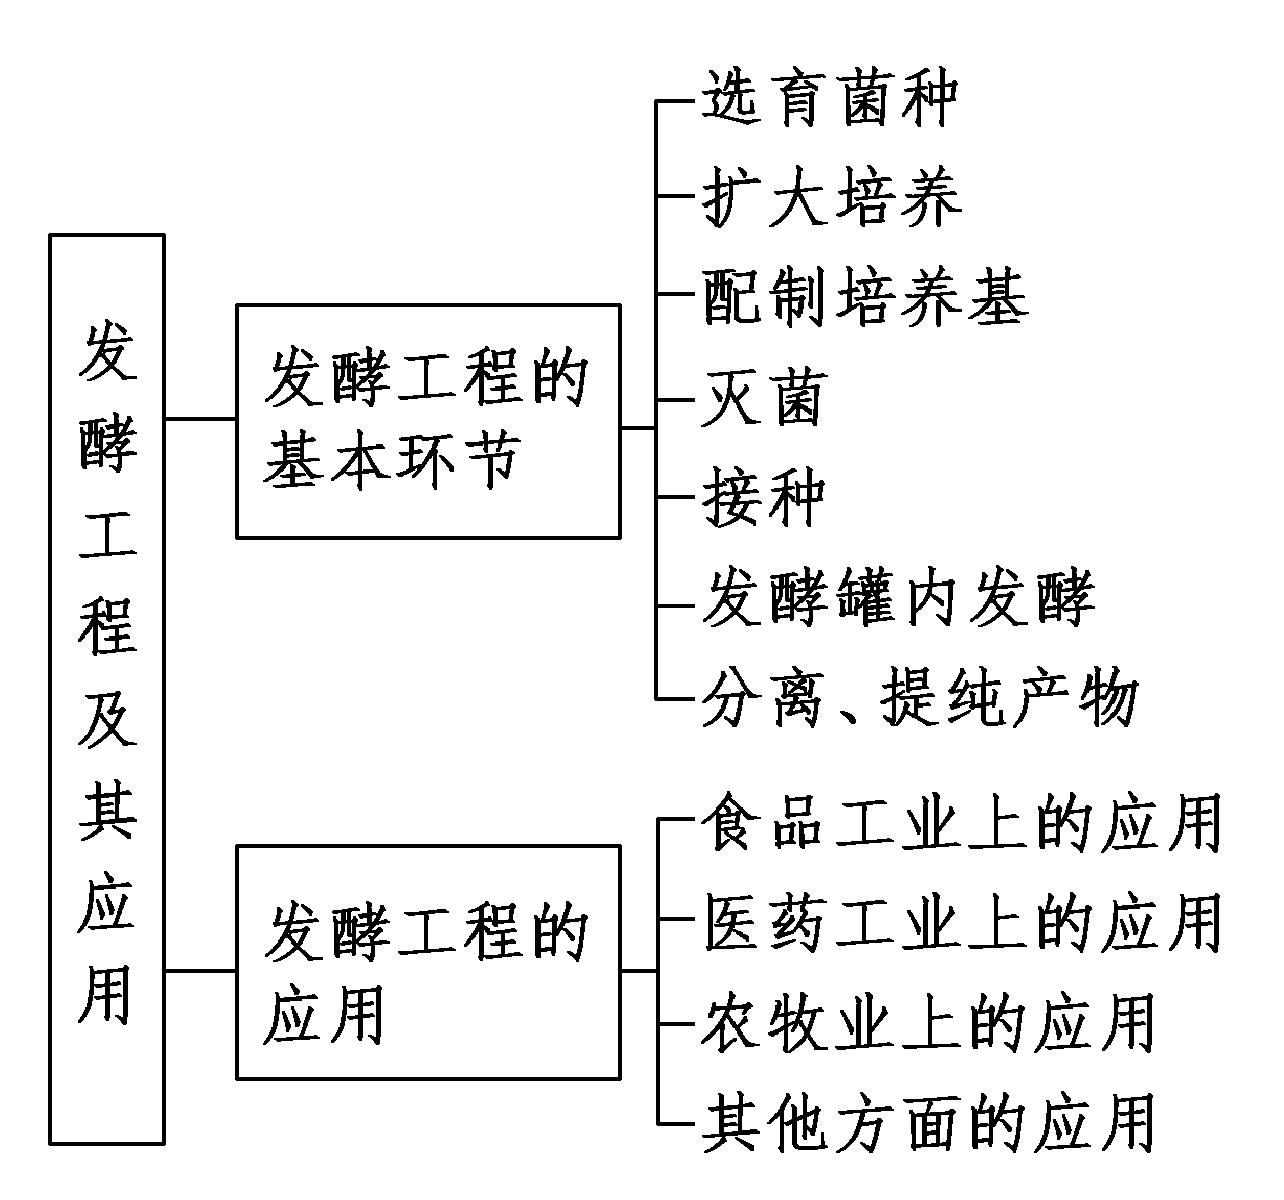 发酵工程及其应用
发酵工程的
基本环节
选育菌种
扩大培养
配制培养基
灭菌
接种
发酵罐内发酵
分离、提纯产物
发酵工程的
应用
食品工业上的应用
医药工业上的应用
农牧业上的应用
其他方面的应用